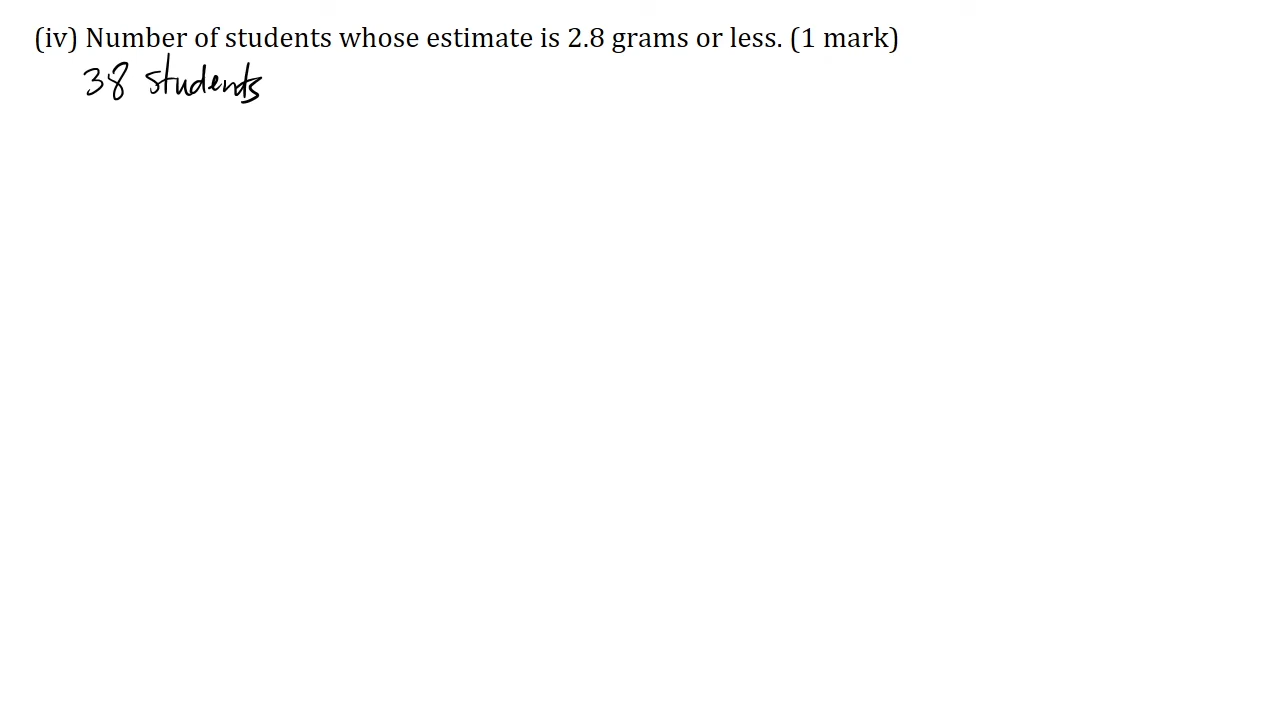 (iv) Number of students whose estimate is 2.8 grams or less. (1 mark)
38 students